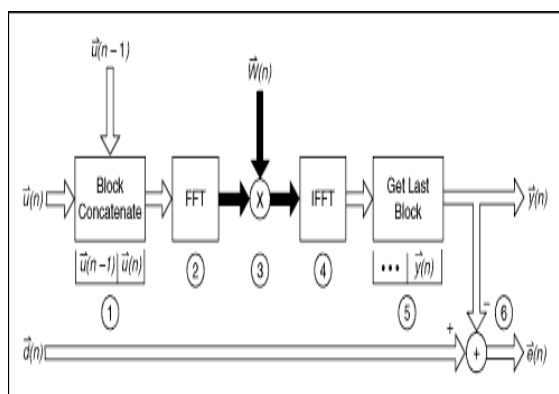 u⃗(n−1)
W⃗(n)
u⃗(n)
Block
Concatenate
FFT
X
IFFT
Get Last
Block
y⃗(n)
u⃗(n−1) u⃗(n)
••• y⃗(n)
1
2
3
4
5
6
−
+
d⃗(n)
+
e⃗(n)